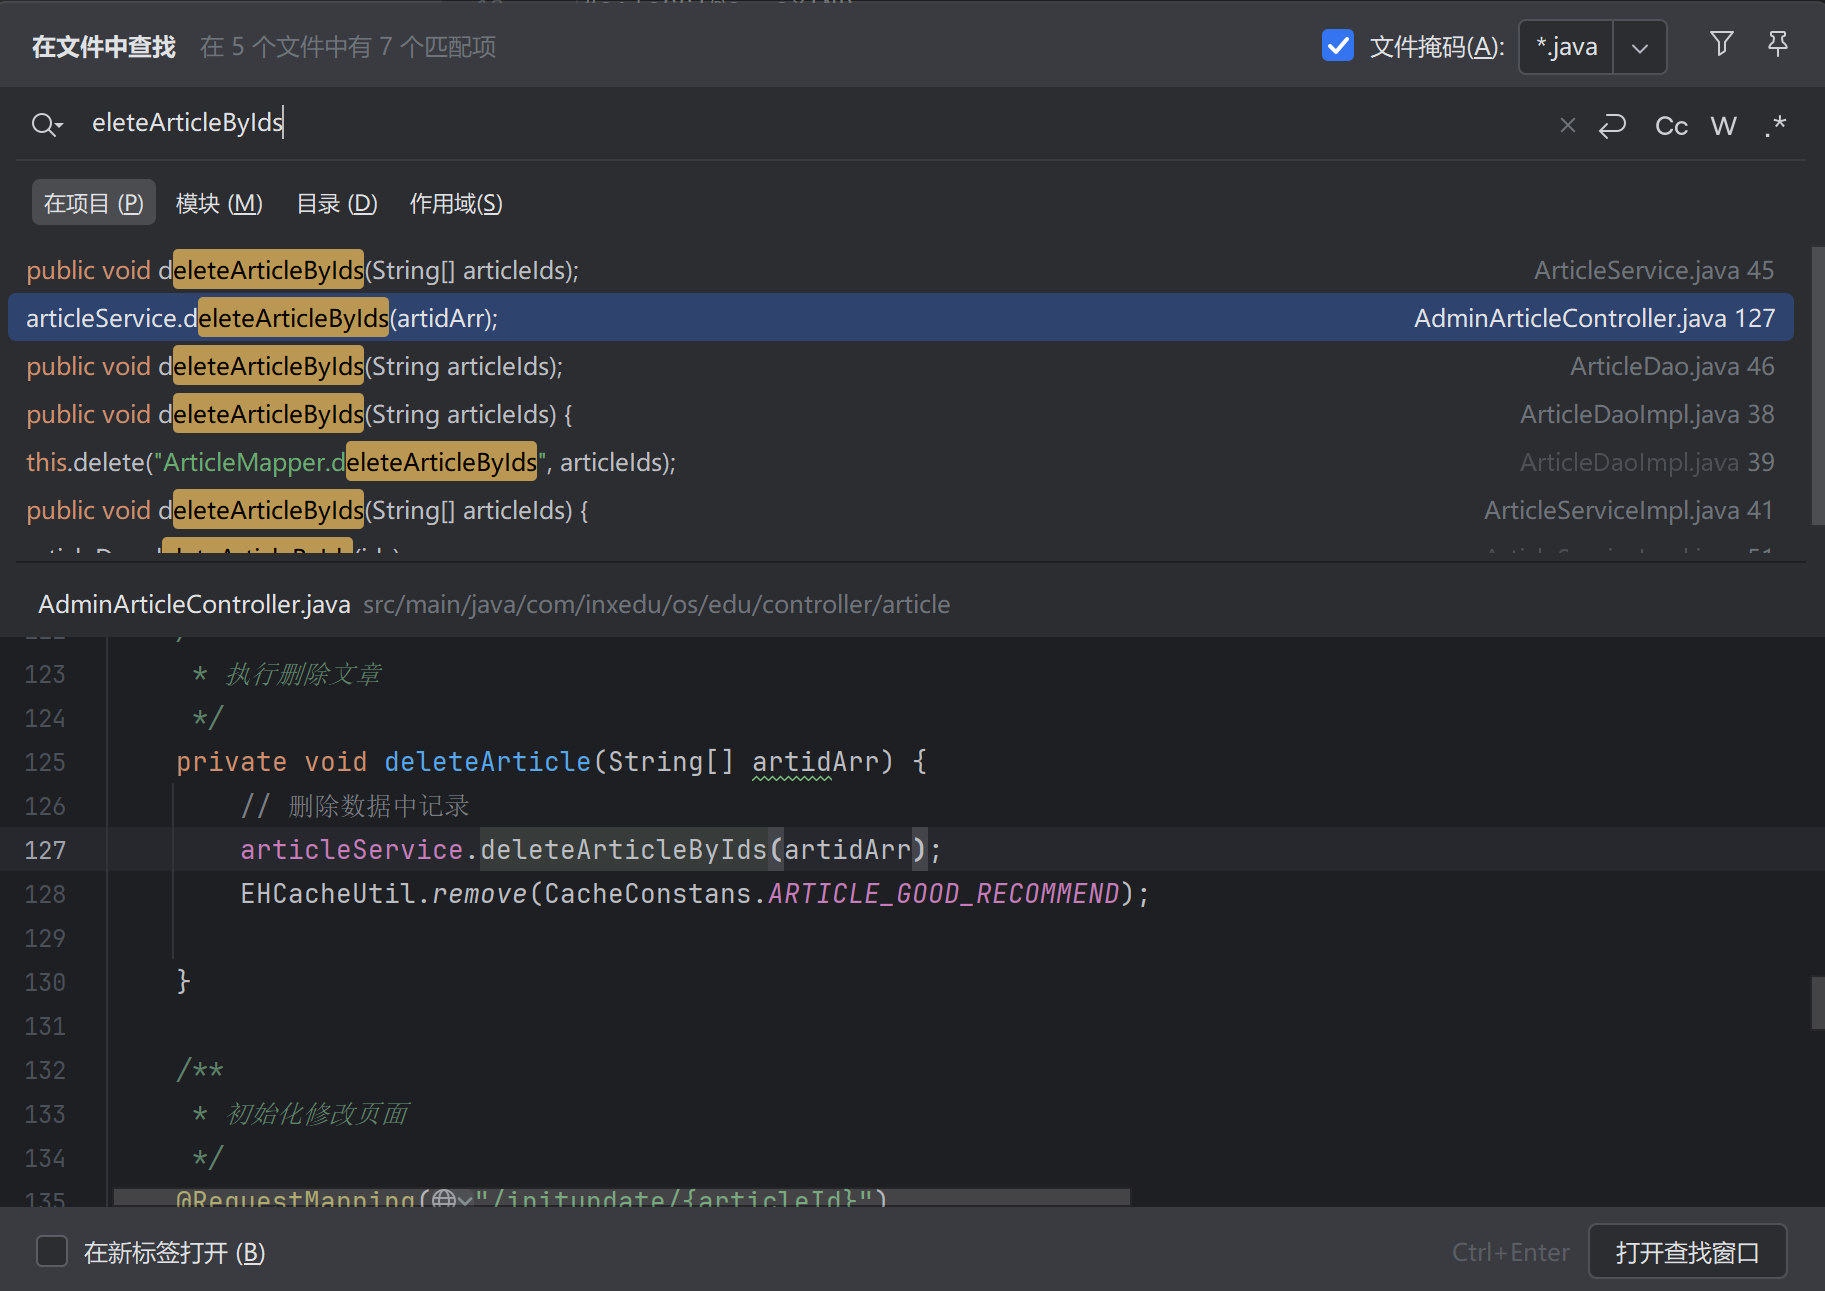 在文件中查找 在 5 个文件中有 7 个匹配项 文件掩码(A): *.java
eleteArticleByIds Cc W .*
在项目 (P) 模块 (M) 目录 (D) 作用域(S)
public void deleteArticleByIds(String[] articleIds); ArticleService.java 45
articleService.deleteArticleByIds(artidArr); AdminArticleController.java 127
public void deleteArticleByIds(String articleIds); ArticleDao.java 46
public void deleteArticleByIds(String articleIds) { ArticleDaoImpl.java 38
this.delete("ArticleMapper.deleteArticleByIds", articleIds); ArticleDaoImpl.java 39
public void deleteArticleByIds(String[] articleIds) { ArticleServiceImpl.java 41
AdminArticleController.java src/main/java/com/inxedu/os/edu/controller/article
123 * 执行删除文章
124 */
125 private void deleteArticle(String[] artidArr) {
126 // 删除数据中记录
127 articleService.deleteArticleByIds(artidArr);
128 EHCacheUtil.remove(CacheConstans.ARTICLE_GOOD_RECOMMEND);
129
130 }
131
132 /**
133 * 初始化修改页面
134 */
135 @RequestMapping("/initupdate/{articleId}")
在新标签打开 (B) Ctrl+Enter 打开查找窗口